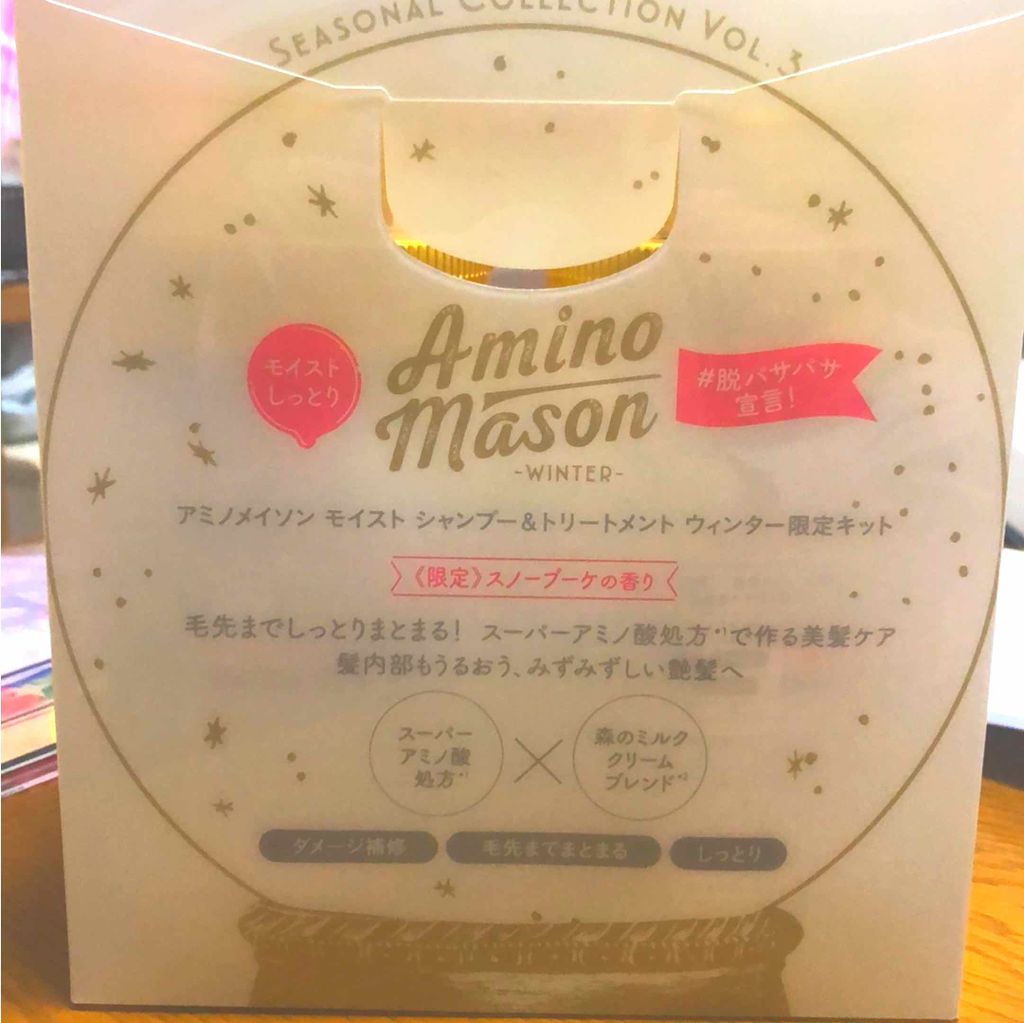 SEASONAL COLLECTION VOL.3
Amino
Mason
-WINTER-
モイスト
しっとり
#脱パサパサ
宣言!
アミノメイソン モイスト シャンプー&トリートメント ウィンター限定キット
《限定》スノーブーケの香り
毛先までしっとりまとまる! スーパーアミノ酸処方*1で作る美髪ケア
髪内部もうるおう、みずみずしい艶髪へ
スーパー
アミノ酸
処方*1
×
森のミルク
クリーム
ブレンド*2
ダメージ補修
毛先までまとまる
しっとり